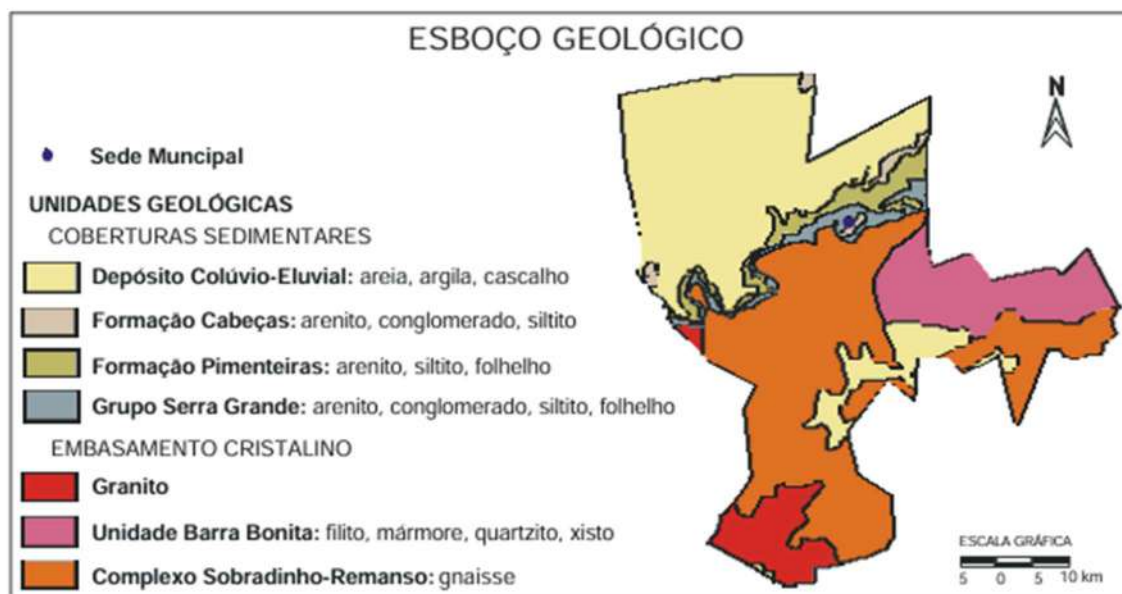 ESBOÇO GEOLÓGICO
N
Sede Muncipal
UNIDADES GEOLÓGICAS
COBERTURAS SEDIMENTARES
Depósito Colúvio-Eluvial: areia, argila, cascalho
Formação Cabeças: arenito, conglomerado, siltito
Formação Pimenteiras: arenito, siltito, folhelho
Grupo Serra Grande: arenito, conglomerado, siltito, folhelho
EMBASAMENTO CRISTALINO
Granito
Unidade Barra Bonita: filito, mármore, quartzito, xisto
Complexo Sobradinho-Remanso: gnaisse
ESCALA GRÁFICA
5 0 5 10 km